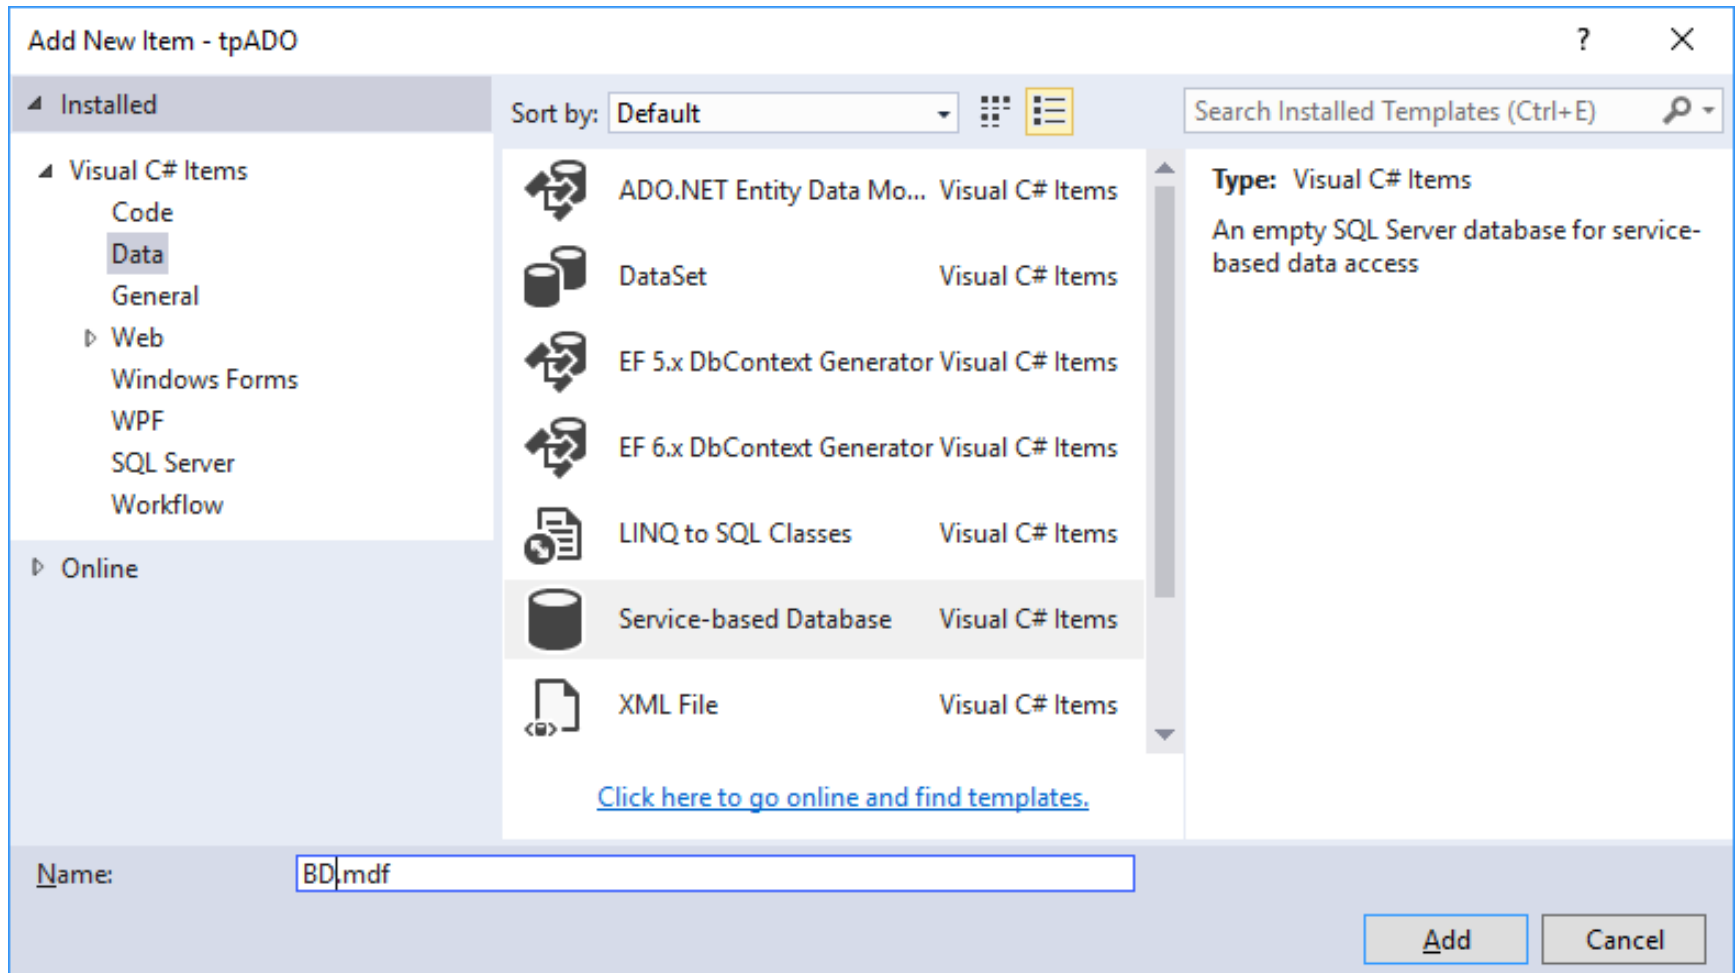 Add New Item - tpADO
?
Installed
Sort by: Default
Search Installed Templates (Ctrl+E)
Visual C# Items
Code
Data
General
Web
Windows Forms
WPF
SQL Server
Workflow
Online
ADO.NET Entity Data Mo... Visual C# Items
DataSet Visual C# Items
EF 5.x DbContext Generator Visual C# Items
EF 6.x DbContext Generator Visual C# Items
LINQ to SQL Classes Visual C# Items
Service-based Database Visual C# Items
XML File Visual C# Items
Click here to go online and find templates.
Type: Visual C# Items
An empty SQL Server database for service-
based data access
Name: BD.mdf
Add Cancel